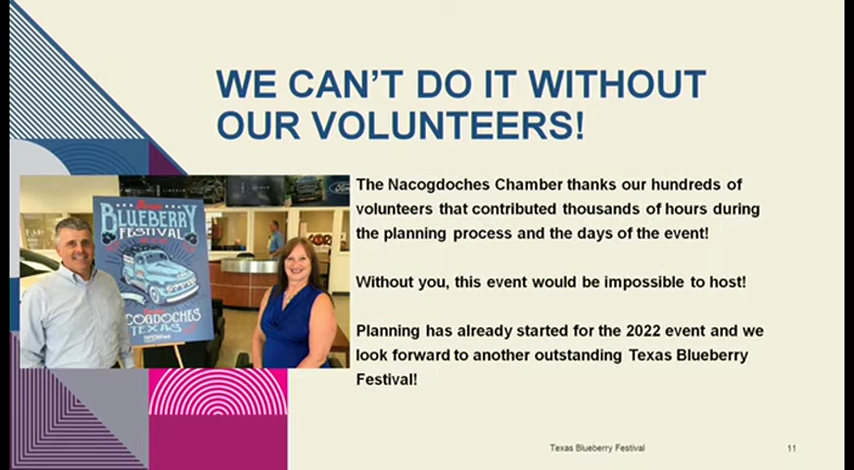 WE CAN'T DO IT WITHOUT
OUR VOLUNTEERS!
BLUEBERRY
FESTIVAL
COGDOCHES
TEXAS
Ford
The Nacogdoches Chamber thanks our hundreds of
volunteers that contributed thousands of hours during
the planning process and the days of the event!
Without you, this event would be impossible to host!
Planning has already started for the 2022 event and we
look forward to another outstanding Texas Blueberry
Festival!
Texas Blueberry Festival
11